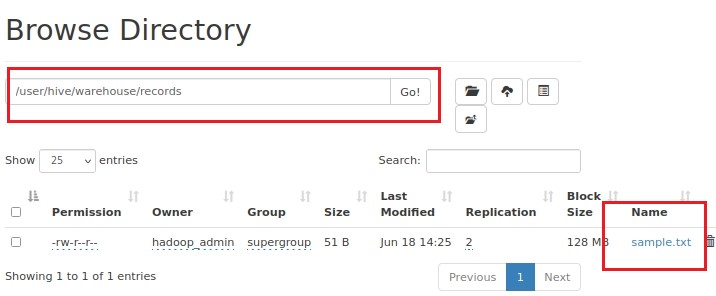 Browse Directory
/user/hive/warehouse/records Go!
Show 25 entries Search:
Permission Owner Group Size Last Modified Replication Block Size Name
-rw-r--r-- hadoop_admin supergroup 51 B Jun 18 14:25 2 128 MB sample.txt
Showing 1 to 1 of 1 entries Previous 1 Next